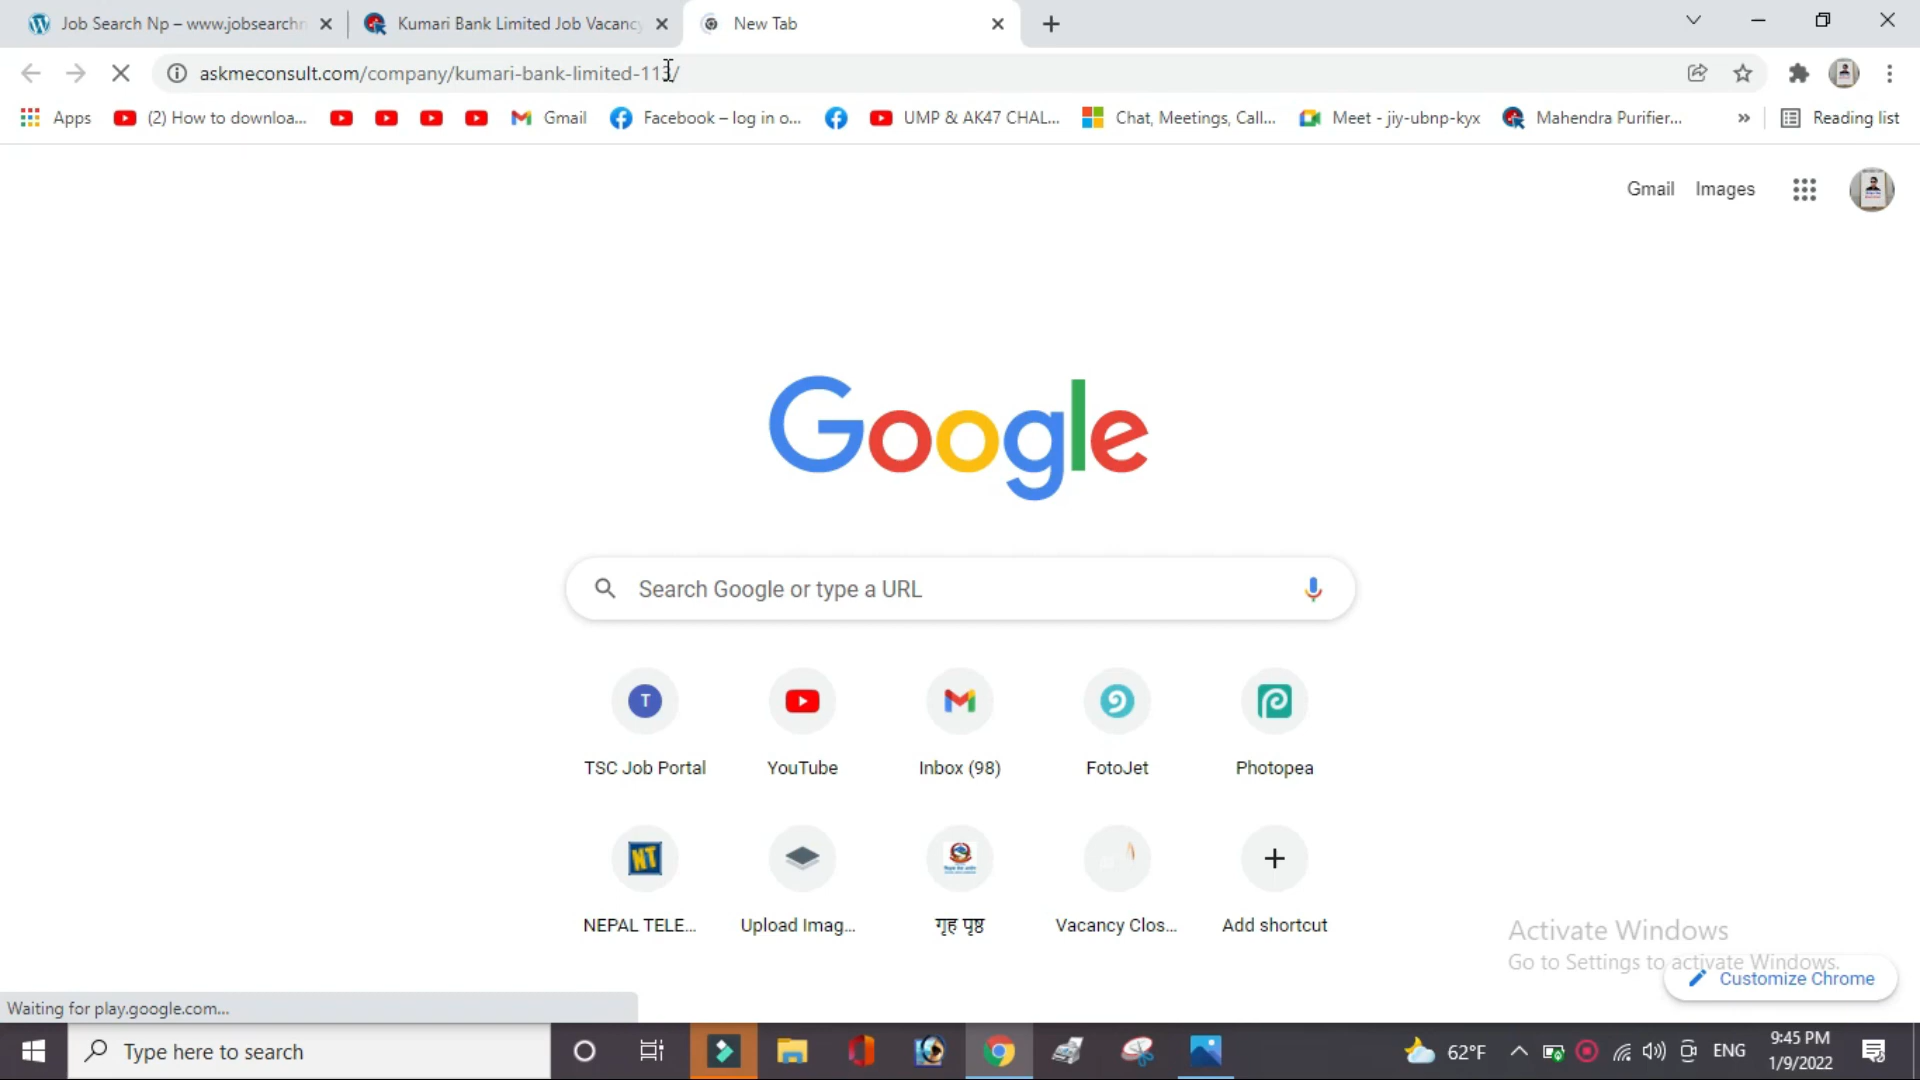 Job Search Np – www.jobsearchn
Kumari Bank Limited Job Vacancy
New Tab
askmeconsult.com/company/kumari-bank-limited-113/
Apps
(2) How to downloa...
Gmail
Facebook – log in o...
UMP & AK47 CHAL...
Chat, Meetings, Call...
Meet - jiy-ubnp-kyx
Mahendra Purifier...
»
Reading list
Gmail
Images
Google
Search Google or type a URL
T
TSC Job Portal
YouTube
Inbox (98)
FotoJet
Photopea
NT
NEPAL TELE...
Upload Imag...
गृह पृष्ठ
Vacancy Clos...
Add shortcut
Activate Windows
Go to Settings to activate Windows.
Customize Chrome
Waiting for play.google.com...
Type here to search
62°F
ENG
9:45 PM
1/9/2022